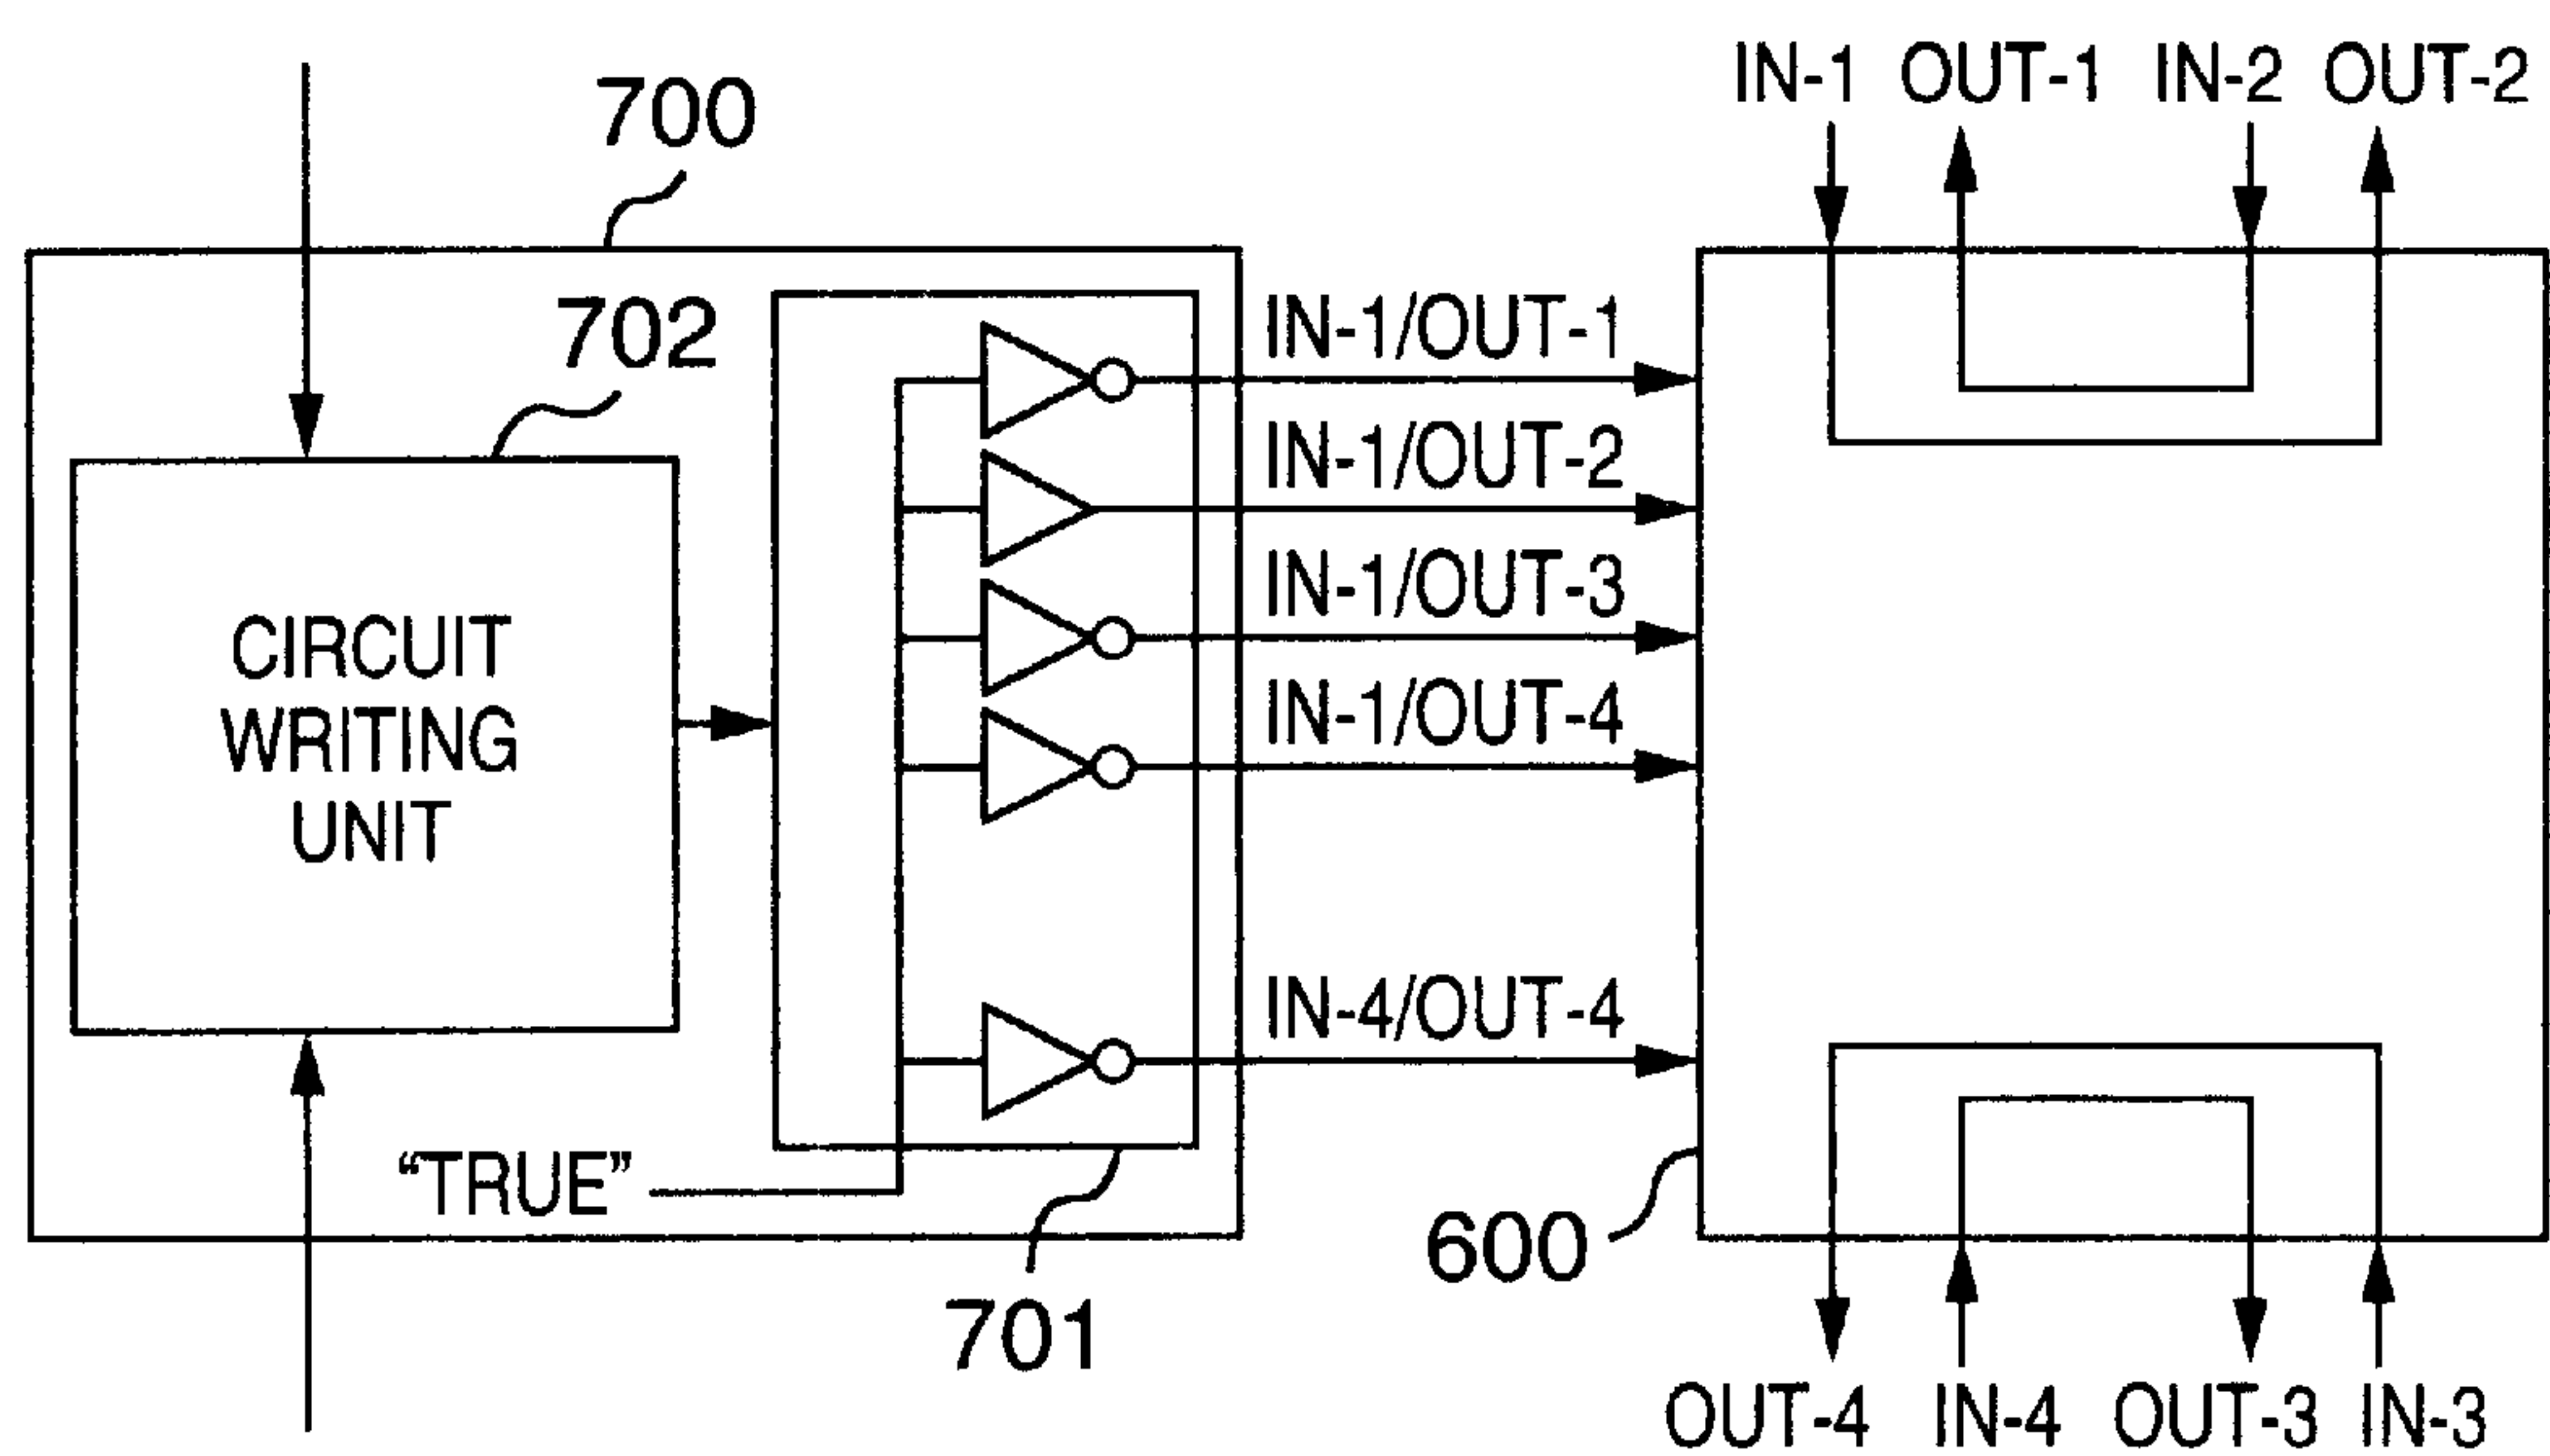 IN-1 OUT-1 IN-2 OUT-2
700
702
IN-1/OUT-1
IN-1/OUT-2
IN-1/OUT-3
IN-1/OUT-4
CIRCUIT
WRITING
UNIT
IN-4/OUT-4
“TRUE”
600
701
OUT-4 IN-4 OUT-3 IN-3